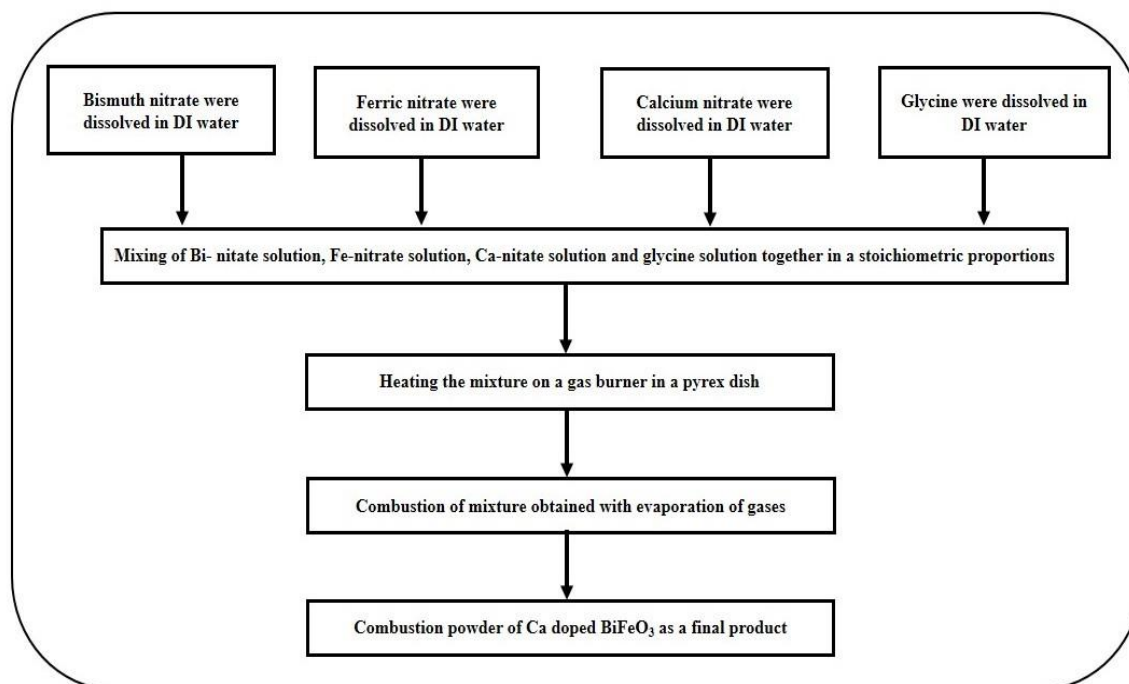 Bismuth nitrate were
dissolved in DI water
Ferric nitrate were
dissolved in DI water
Calcium nitrate were
dissolved in DI water
Glycine were dissolved in
DI water
Mixing of Bi- nitate solution, Fe-nitrate solution, Ca-nitate solution and glycine solution together in a stoichiometric proportions
Heating the mixture on a gas burner in a pyrex dish
Combustion of mixture obtained with evaporation of gases
Combustion powder of Ca doped BiFeO₃ as a final product